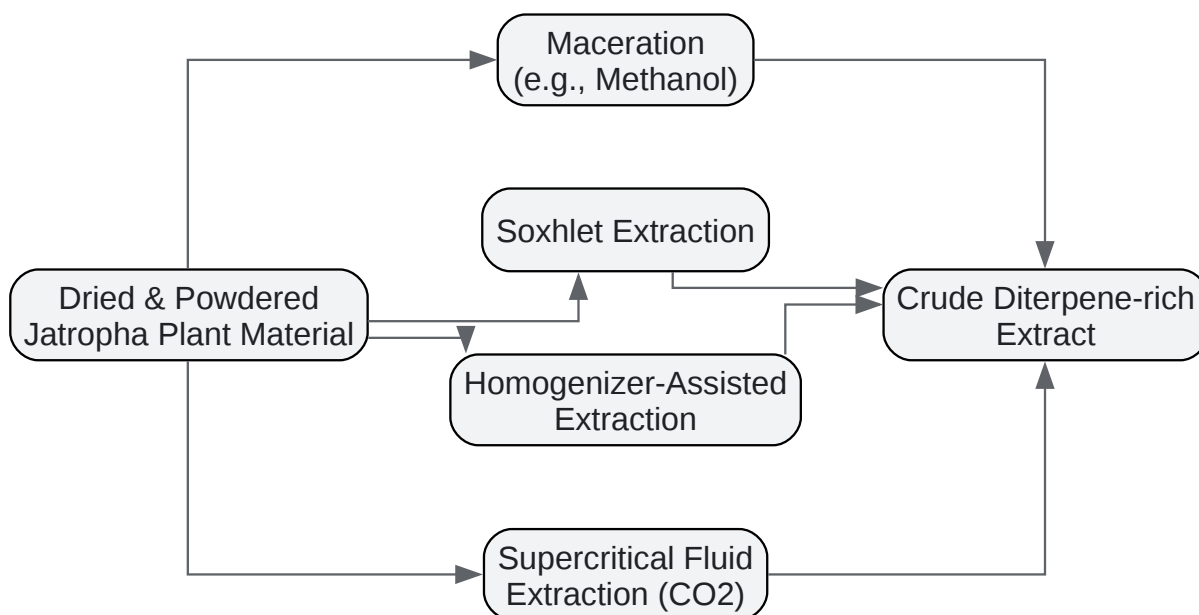 Maceration
(e.g., Methanol)
Soxhlet Extraction
Dried & Powdered
Jatropha Plant Material
Crude Diterpene-rich
Extract
Homogenizer-Assisted
Extraction
Supercritical Fluid
Extraction (CO2)